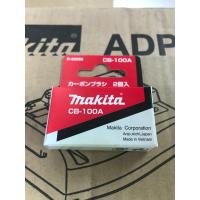 makita
ADP
CB-100A
カーボンブラシ 2個入
makita
CB-100A
Makita Corporation
Anjo,Aichi,Japan
Made in Vietnam